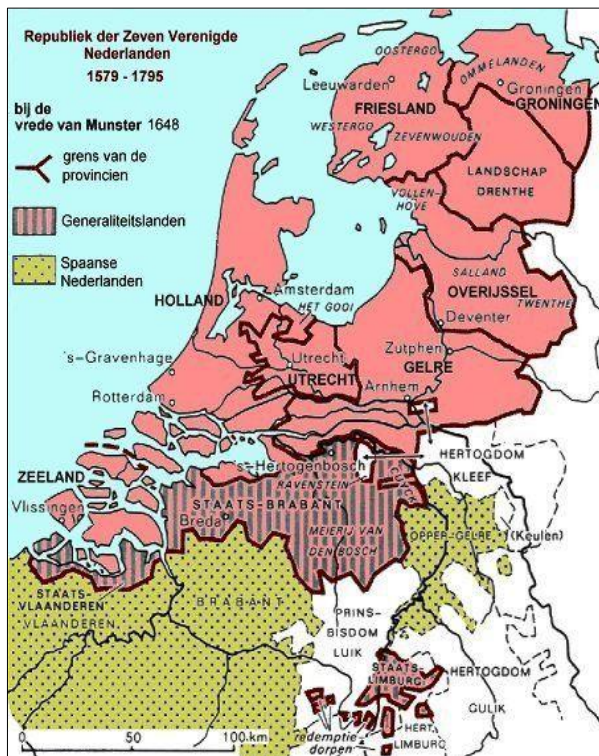 Republiek der Zeven Verenigde
Nederlanden
1579 - 1795
bij de
vrede van Munster 1648
grens van de
provincien
Generaliteitslanden
Spaanse
Nederlanden
OOSTERGO
Leeuwarden
FRIESLAND
WESTERGO
ZEVENWOUDEN
OMMELANDEN
Groningen
GRONINGEN
LANDSCHAP
DRENTHE
VOLLEN-
HOVE
SALLAND
OVERIJSSEL
TWENTHE
Deventer
HOLLAND
Amsterdam
HET GOOI
Utrecht
UTRECHT
Zutphen
GELRE
Arnhem
's-Gravenhage
Rotterdam
ZEELAND
Vlissingen
's-Hertogenbosch
RAVENSTEIN
CUYCK
STAATS-BRABANT
Breda
MEIERIJ VAN
DEN BOSCH
HERTOGDOM
KLEEF
OPPER-GELRE
(Keulen)
STAATS-
VLAANDEREN
VLAANDEREN
BRABANT
PRINS-
BISDOM
LUIK
STAATS-
LIMBURG
HERTOGDOM
GULIK
redemptie-
dorpen
HERT.
LIMBURG
0 50 100 km